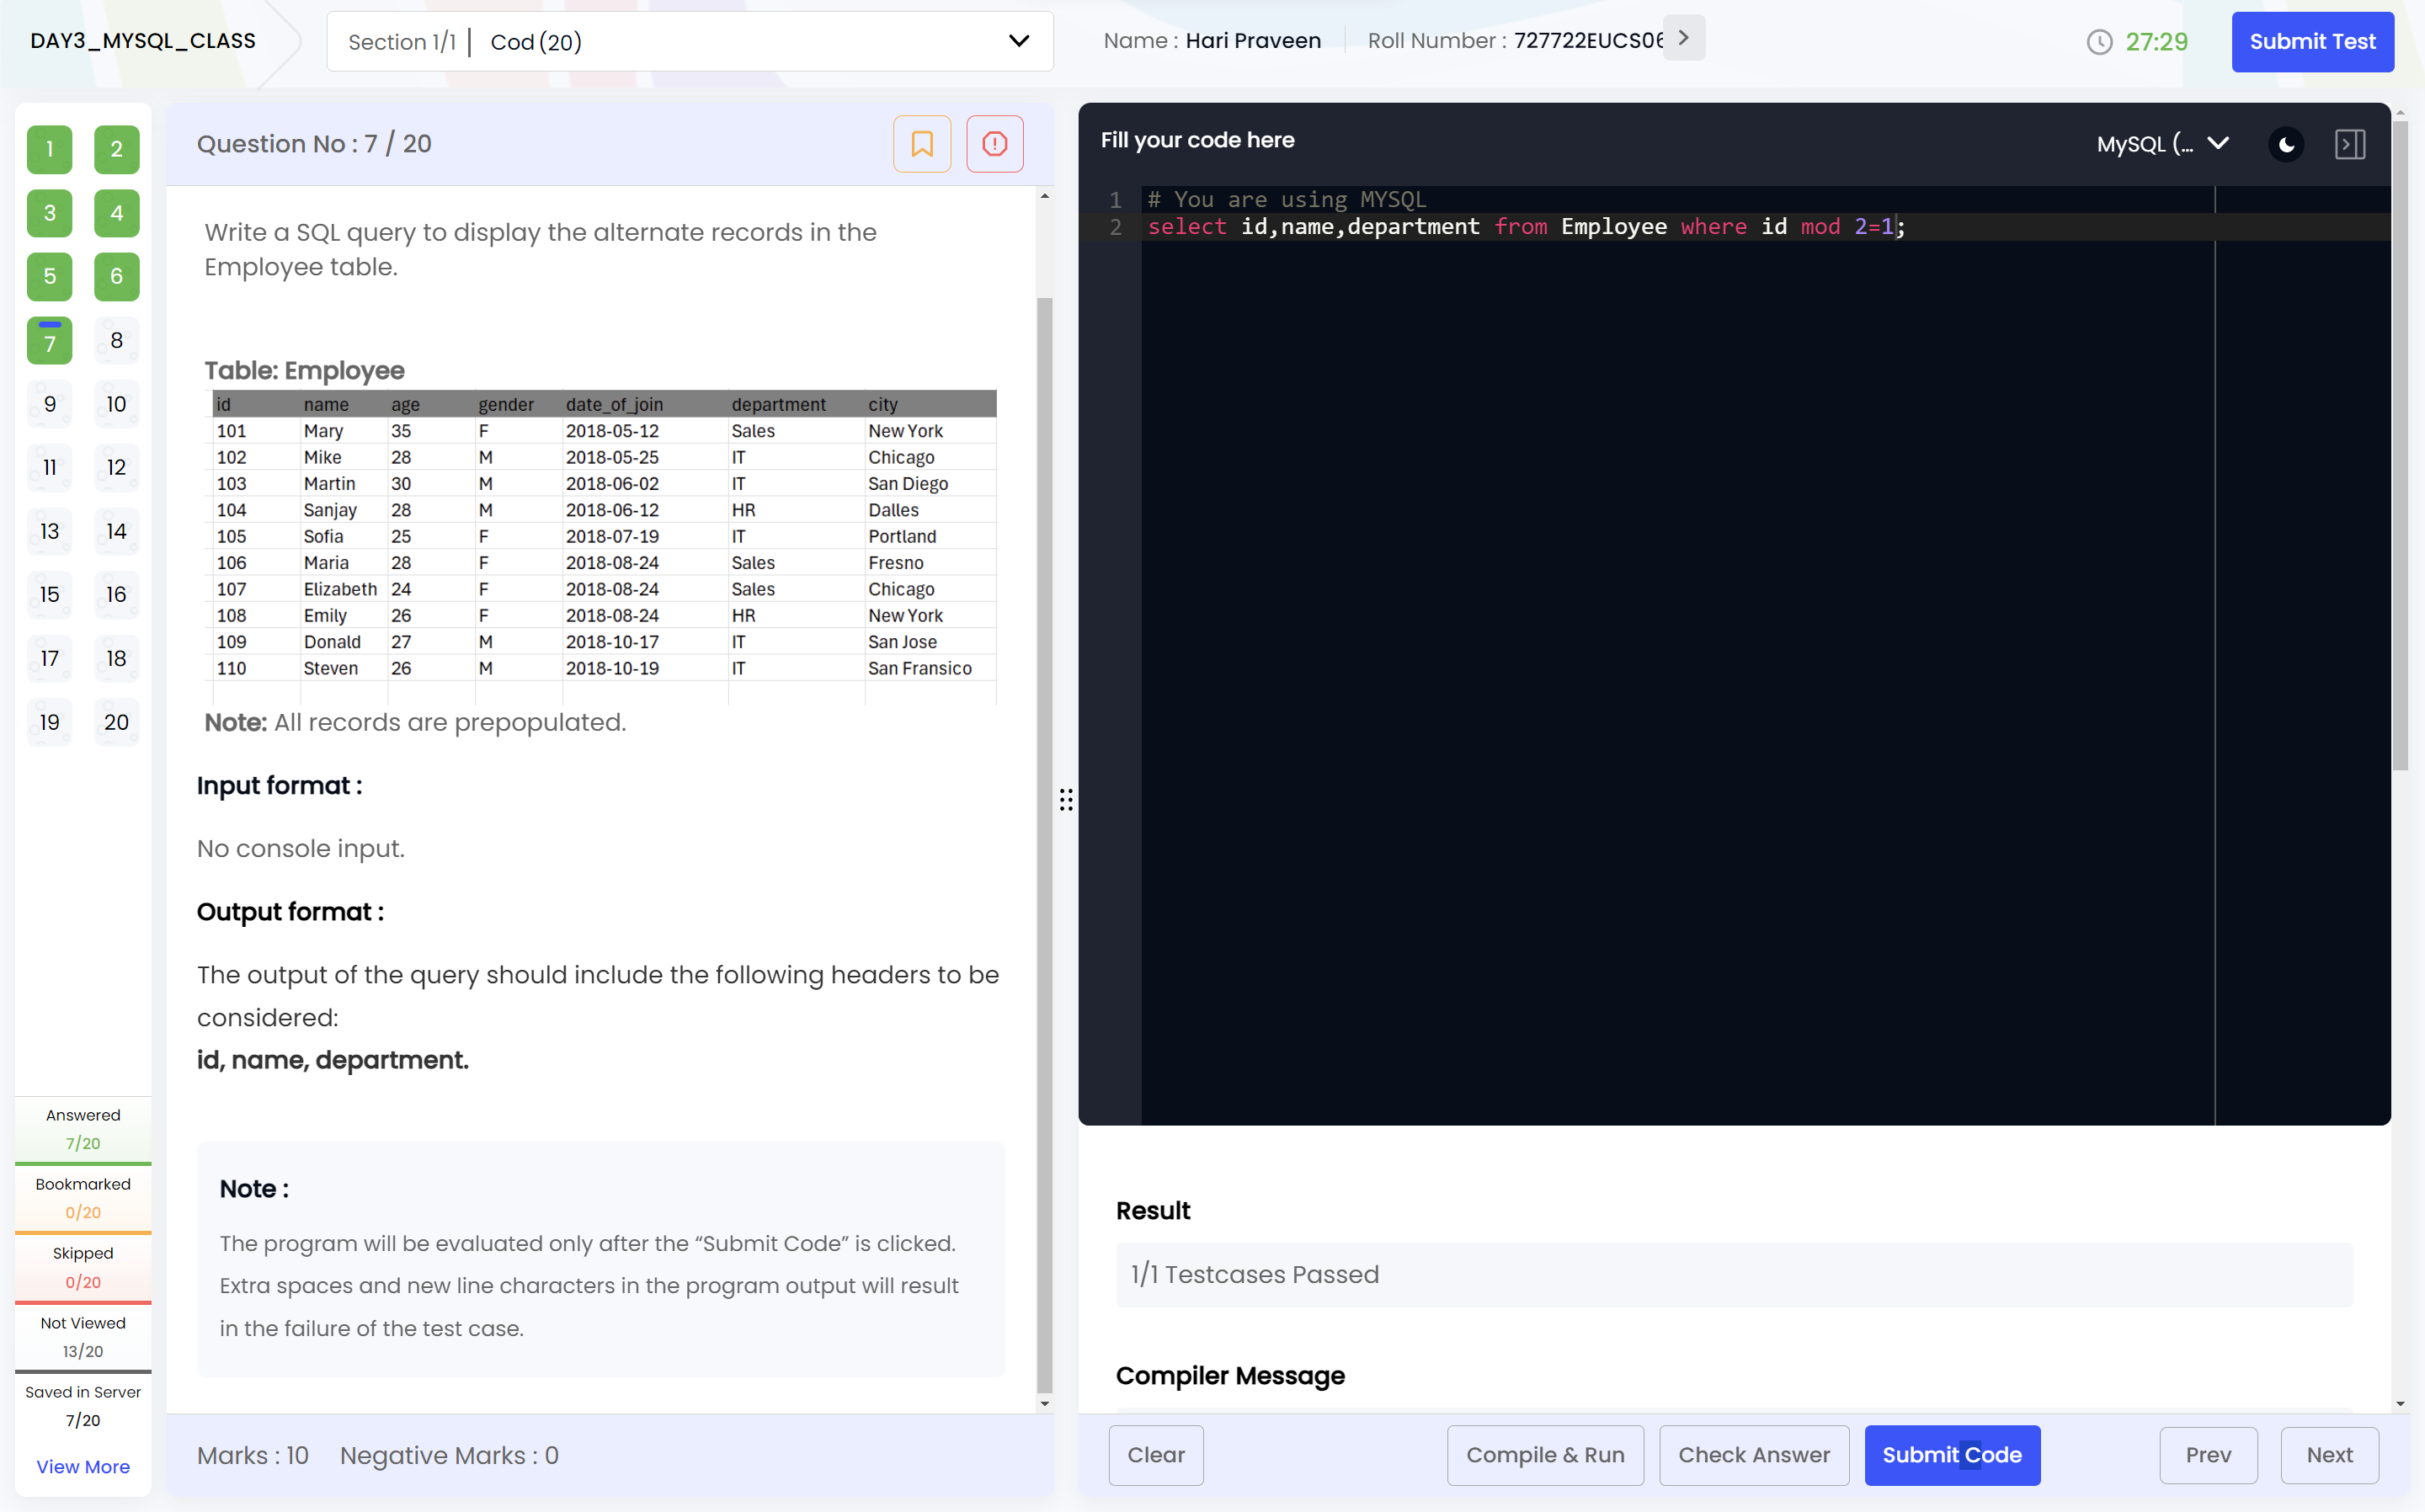 DAY3_MYSQL_CLASS
Section 1/1 | Cod (20)
Name : Hari Praveen
Roll Number : 727722EUCS06
27:29
Submit Test
1 2
3 4
5 6
7 8
9 10
11 12
13 14
15 16
17 18
19 20
Answered
7/20
Bookmarked
0/20
Skipped
0/20
Not Viewed
13/20
Saved in Server
7/20
View More
Question No : 7 / 20
Write a SQL query to display the alternate records in the
Employee table.
Table: Employee
id name age gender date_of_join department city
101 Mary 35 F 2018-05-12 Sales New York
102 Mike 28 M 2018-05-25 IT Chicago
103 Martin 30 M 2018-06-02 IT San Diego
104 Sanjay 28 M 2018-06-12 HR Dalles
105 Sofia 25 F 2018-07-19 IT Portland
106 Maria 28 F 2018-08-24 Sales Fresno
107 Elizabeth 24 F 2018-08-24 Sales Chicago
108 Emily 26 F 2018-08-24 HR New York
109 Donald 27 M 2018-10-17 IT San Jose
110 Steven 26 M 2018-10-19 IT San Fransico
Note: All records are prepopulated.
Input format :
No console input.
Output format :
The output of the query should include the following headers to be
considered:
id, name, department.
Note :
The program will be evaluated only after the “Submit Code” is clicked.
Extra spaces and new line characters in the program output will result
in the failure of the test case.
Marks : 10 Negative Marks : 0
Fill your code here
MySQL (...
1 # You are using MYSQL
2 select id,name,department from Employee where id mod 2=1;
Result
1/1 Testcases Passed
Compiler Message
Clear
Compile & Run
Check Answer
Submit Code
Prev
Next